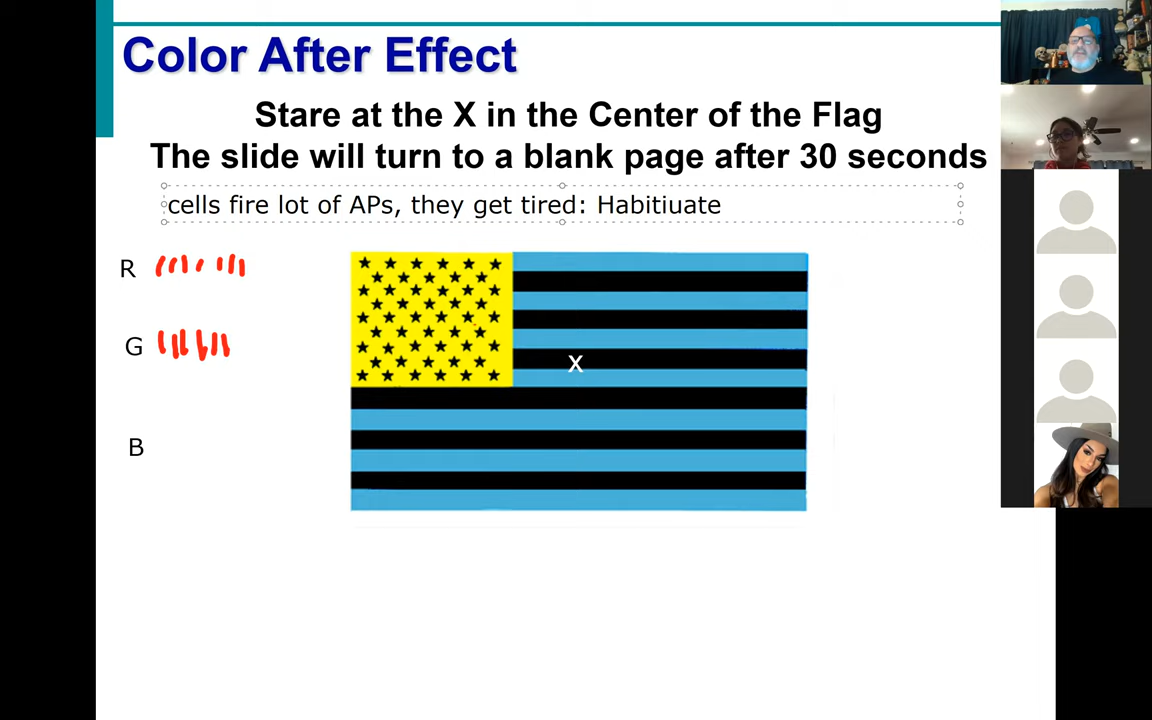 Color After Effect
Stare at the X in the Center of the Flag
The slide will turn to a blank page after 30 seconds
cells fire lot of APs, they get tired: Habitiuate
R
G
X
B